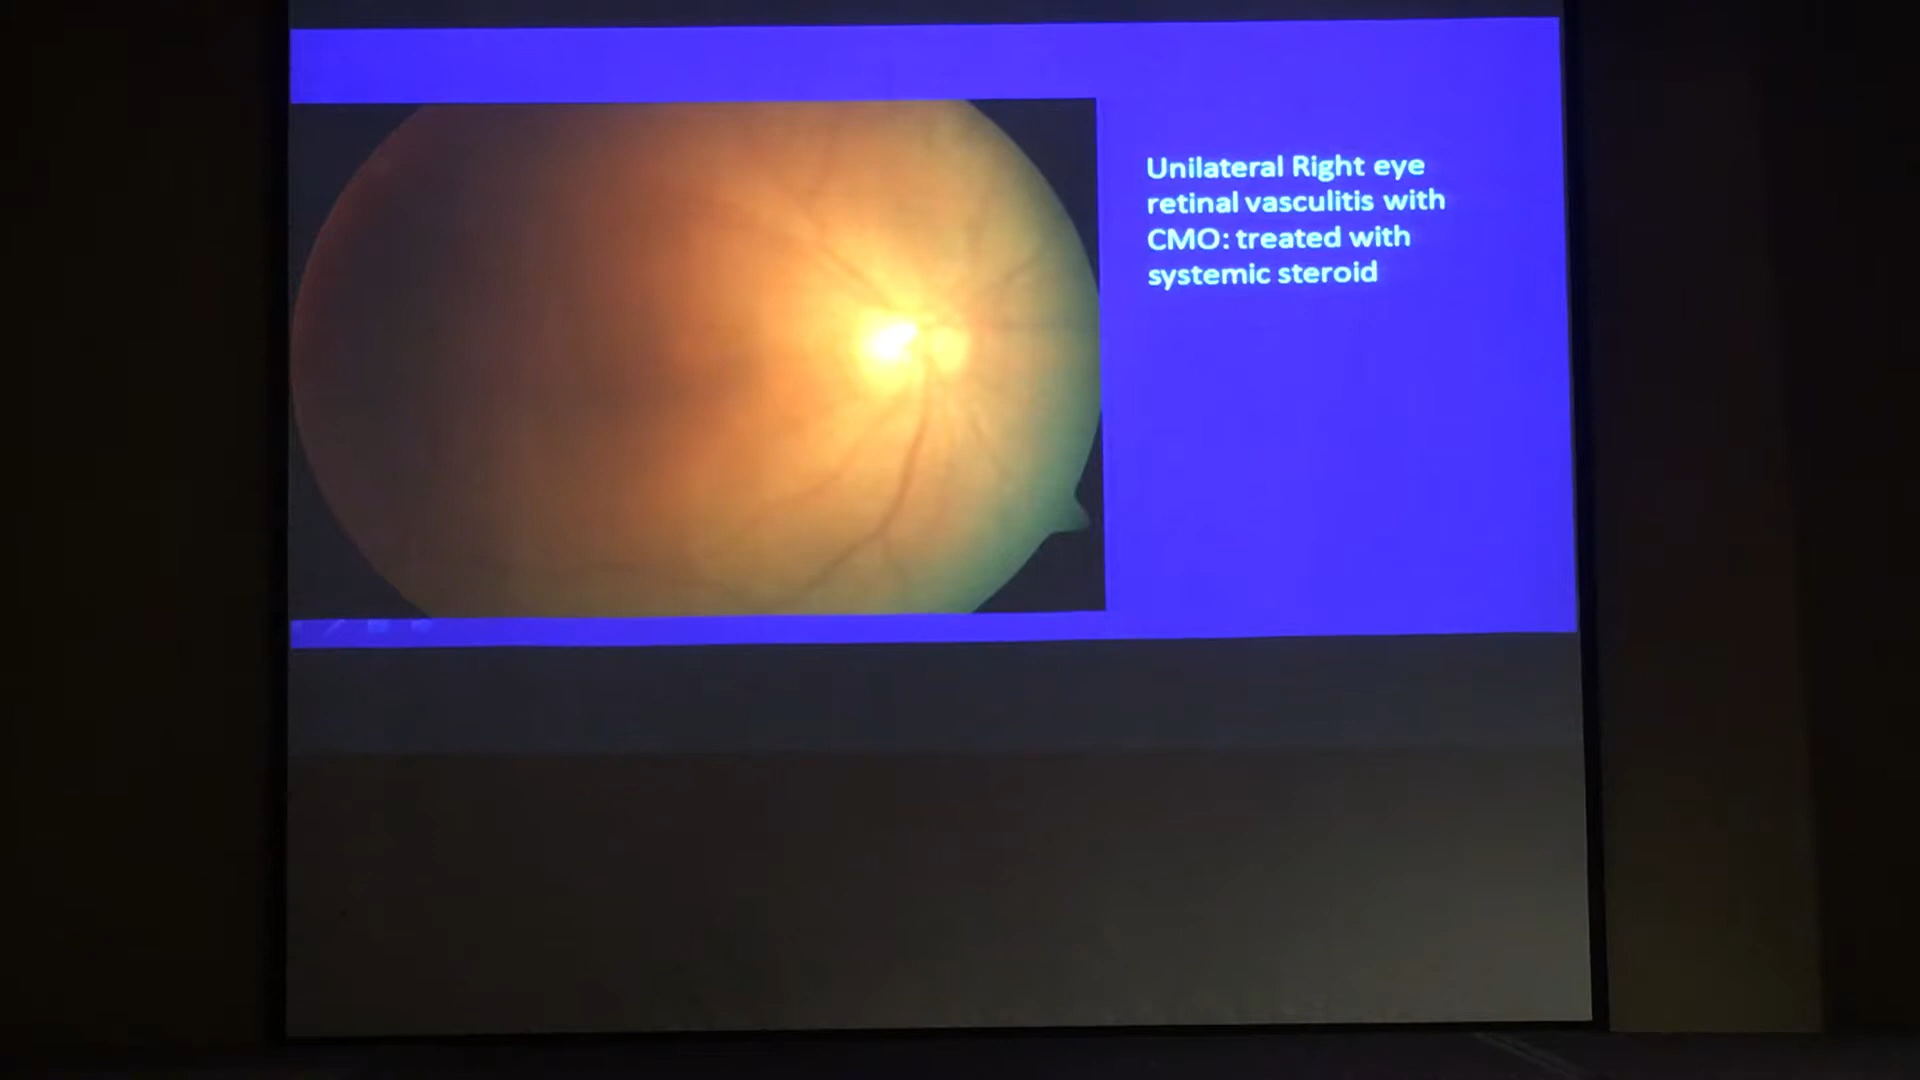 Unilateral Right eye
retinal vasculitis with
CMO: treated with
systemic steroid